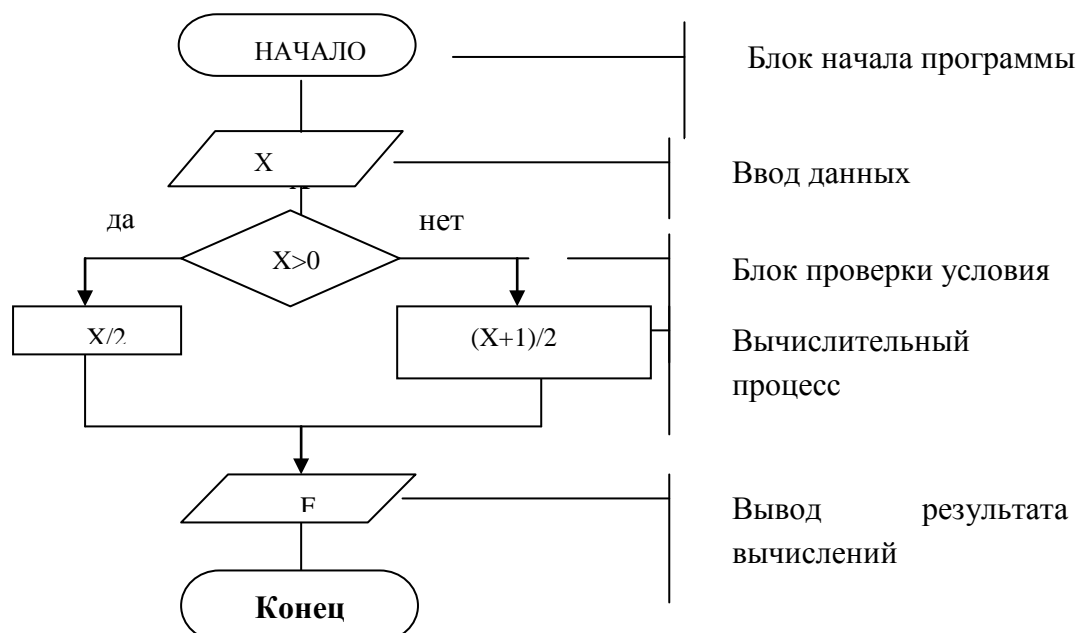 НАЧАЛО
Блок начала программы
X
Ввод данных
да
нет
X>0
Блок проверки условия
X/2
(X+1)/2
Вычислительный
процесс
Вывод результата
вычислений
Конец